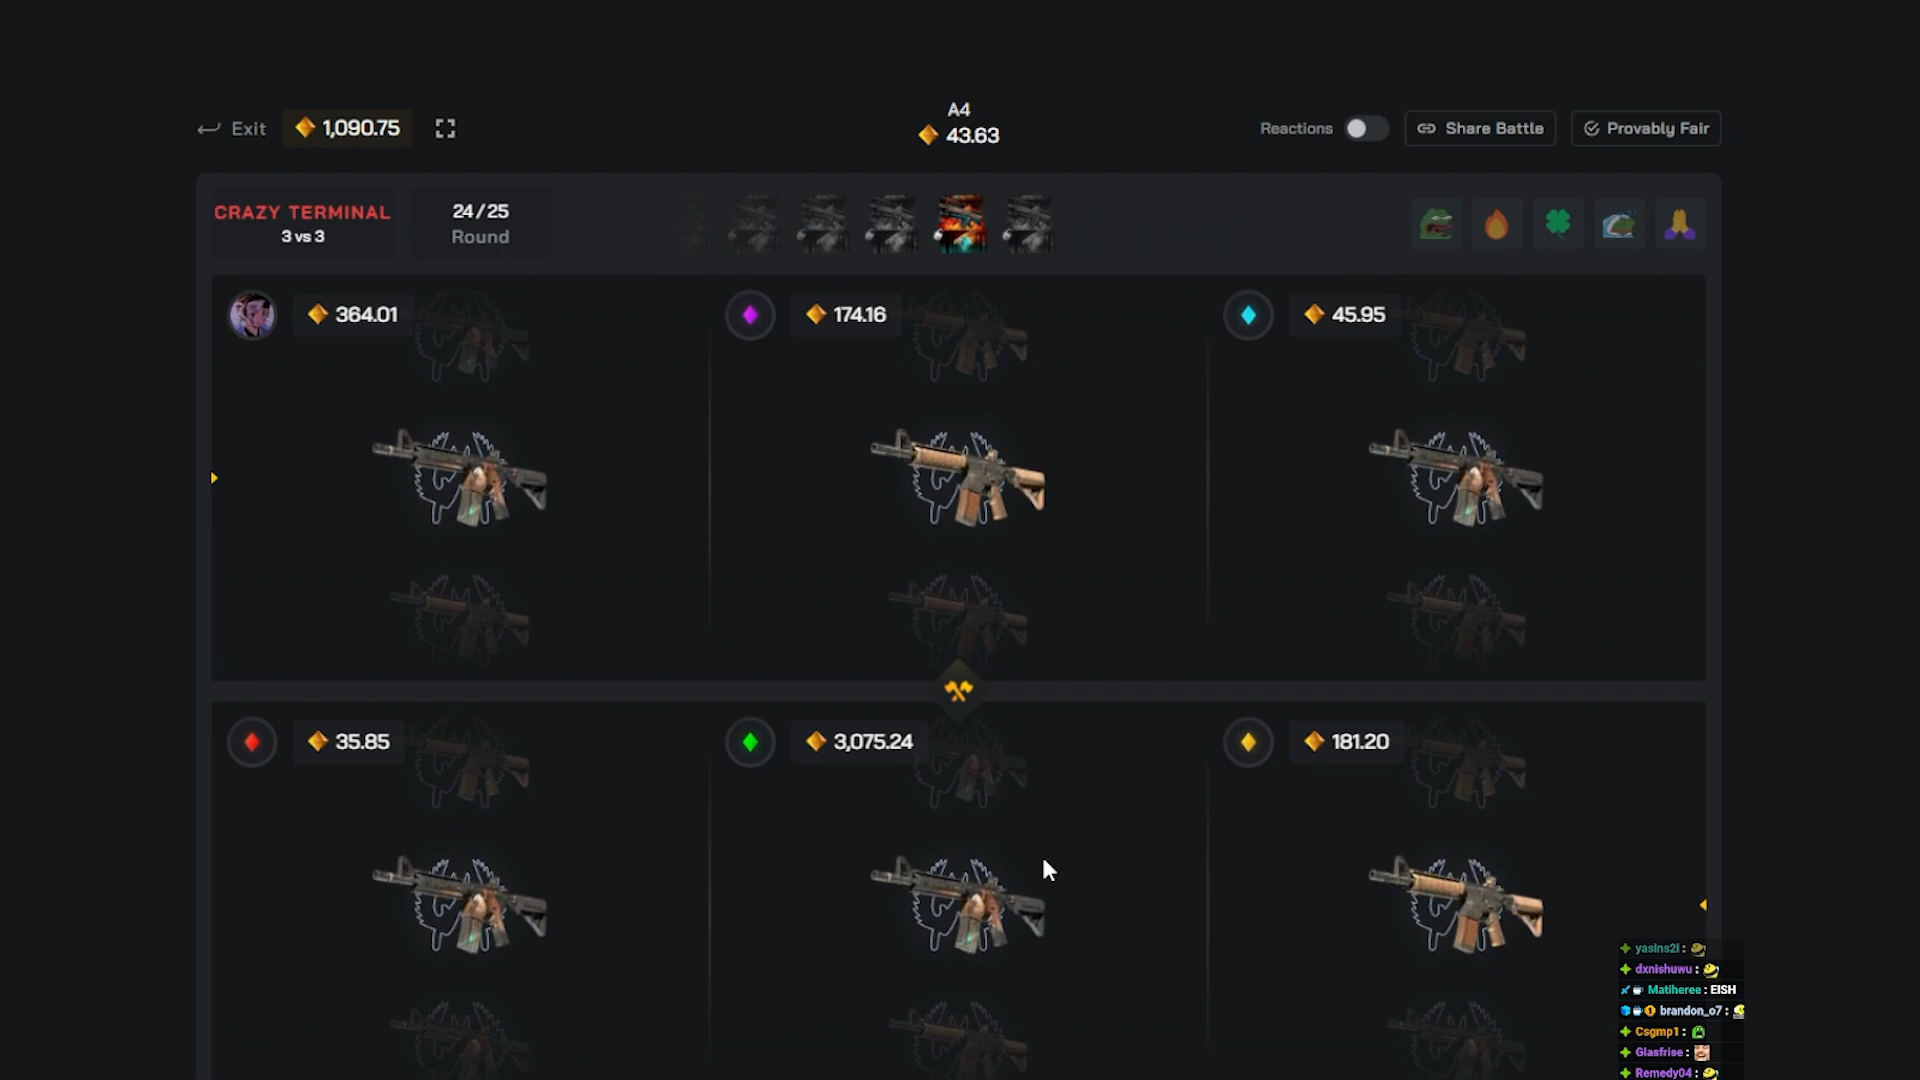 Exit
1,090.75
A4
43.63
Reactions
Share Battle
Provably Fair
CRAZY TERMINAL
3 vs 3
24/25
Round
364.01
174.16
45.95
35.85
3,075.24
181.20
yasins2i :
dxnishuwu :
Matiheree : EISH
brandon_o7 :
Csgmp1 :
Glasfrise :
Remedy04 :